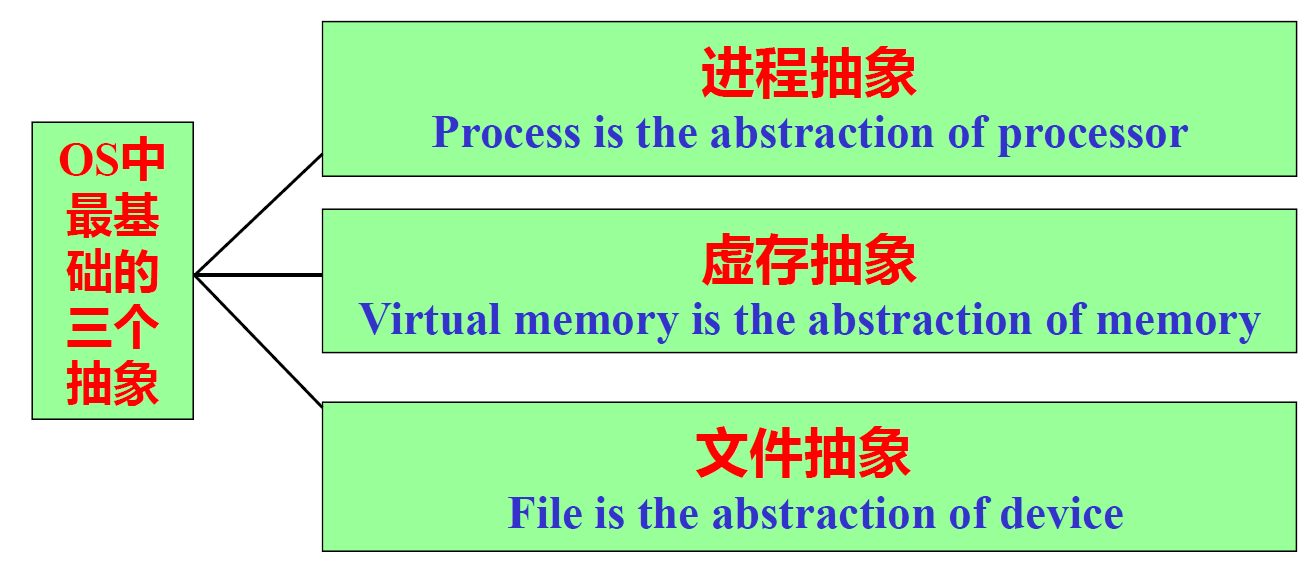 OS中
最基
础的
三个
抽象
进程抽象
Process is the abstraction of processor
虚存抽象
Virtual memory is the abstraction of memory
文件抽象
File is the abstraction of device